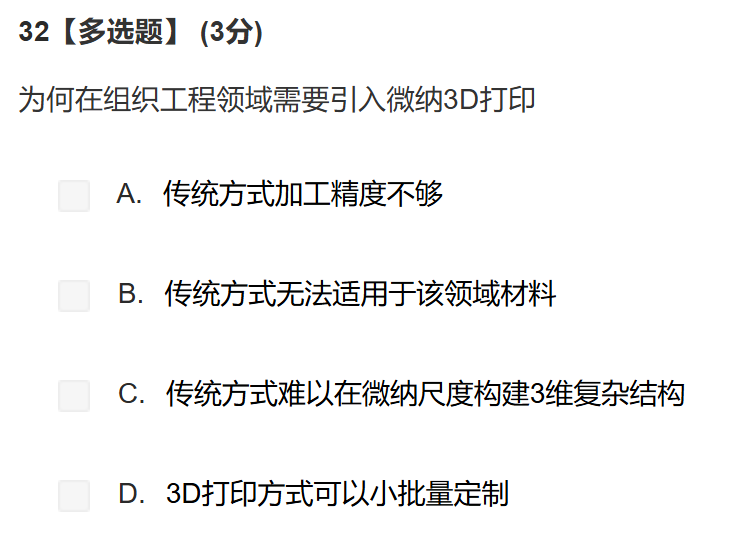 32【多选题】 (3分)
为何在组织工程领域需要引入微纳3D打印
A. 传统方式加工精度不够
B. 传统方式无法适用于该领域材料
C. 传统方式难以在微纳尺度构建3维复杂结构
D. 3D打印方式可以小批量定制